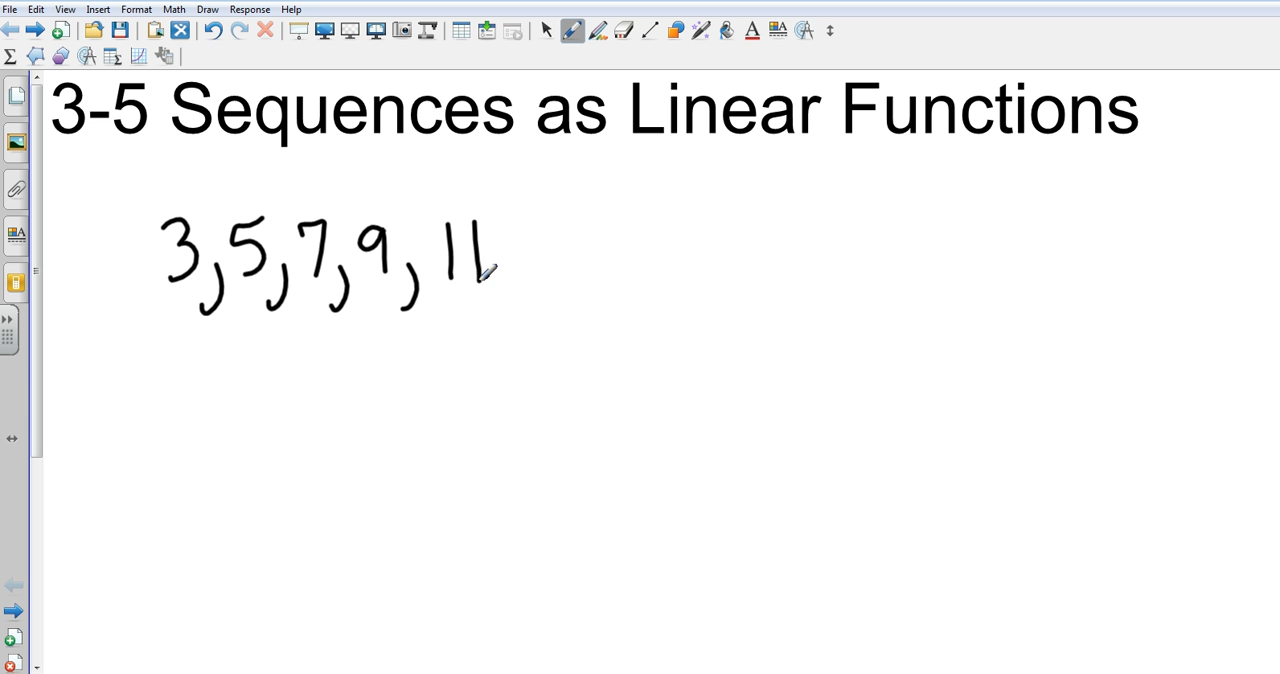 File Edit View Insert Format Math Draw Response Help
3-5 Sequences as Linear Functions
3, 5, 7, 9, 11